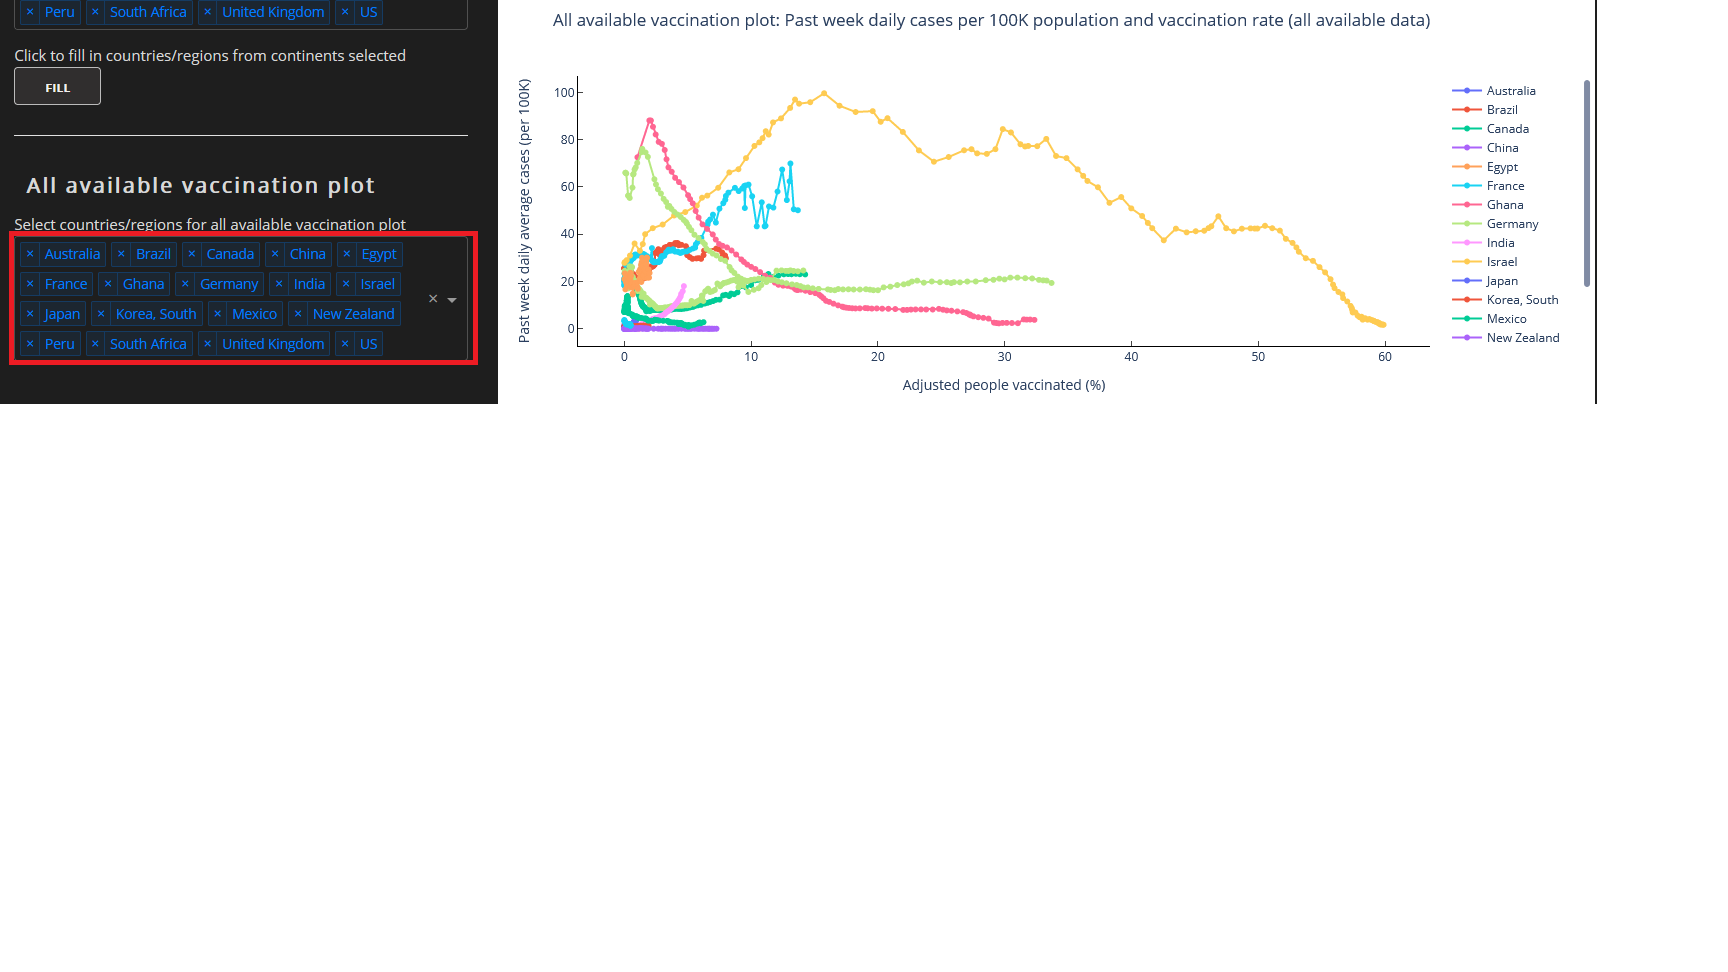 × Peru × South Africa × United Kingdom × US
Click to fill in countries/regions from continents selected
FILL
All available vaccination plot
Select countries/regions for all available vaccination plot
× Australia × Brazil × Canada × China × Egypt
× France × Ghana × Germany × India × Israel
× Japan × Korea, South × Mexico × New Zealand
× Peru × South Africa × United Kingdom × US
×
All available vaccination plot: Past week daily cases per 100K population and vaccination rate (all available data)
Past week daily average cases (per 100K)
100
80
60
40
20
0
0 10 20 30 40 50 60
Adjusted people vaccinated (%)
Australia
Brazil
Canada
China
Egypt
France
Ghana
Germany
India
Israel
Japan
Korea, South
Mexico
New Zealand